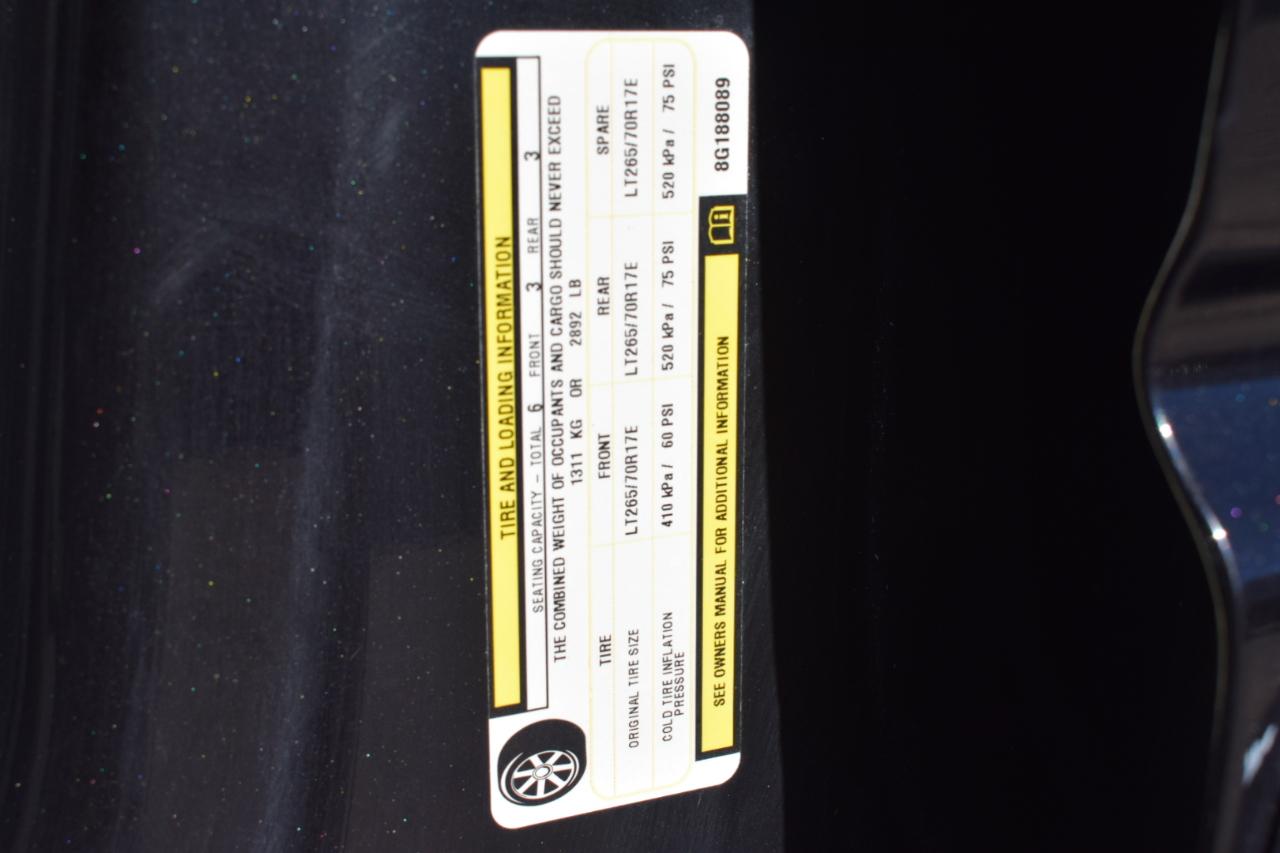 TIRE AND LOADING INFORMATION
SEATING CAPACITY – TOTAL 6 FRONT 3 REAR 3
THE COMBINED WEIGHT OF OCCUPANTS AND CARGO SHOULD NEVER EXCEED
1311 KG OR 2892 LB
TIRE FRONT REAR SPARE
ORIGINAL TIRE SIZE LT265/70R17E LT265/70R17E LT265/70R17E
COLD TIRE INFLATION PRESSURE 410 kPa / 60 PSI 520 kPa / 75 PSI 520 kPa / 75 PSI
SEE OWNERS MANUAL FOR ADDITIONAL INFORMATION
8G188089